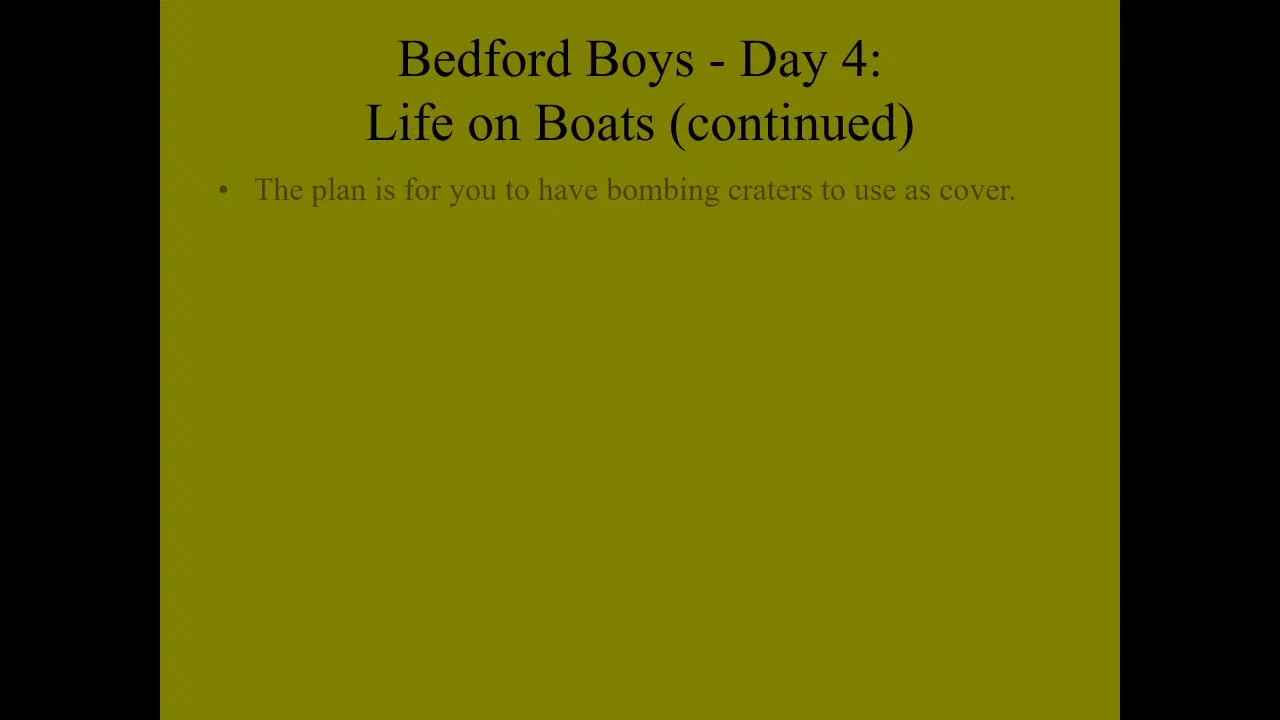 Bedford Boys - Day 4:
Life on Boats (continued)
• The plan is for you to have bombing craters to use as cover.